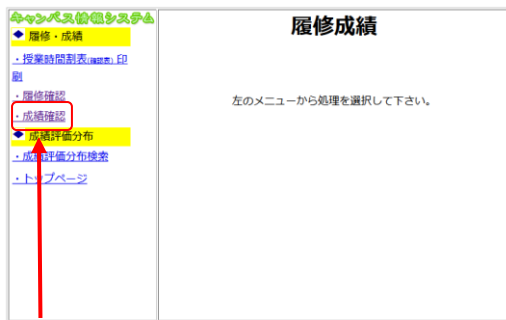 キャンパス情報システム
◆ 履修・成績
・授業時間割表(確認表) 印
刷
・履修確認
・成績確認
◆ 成績評価分布
・成績評価分布検索
・トップページ
履修成績
左のメニューから処理を選択して下さい。